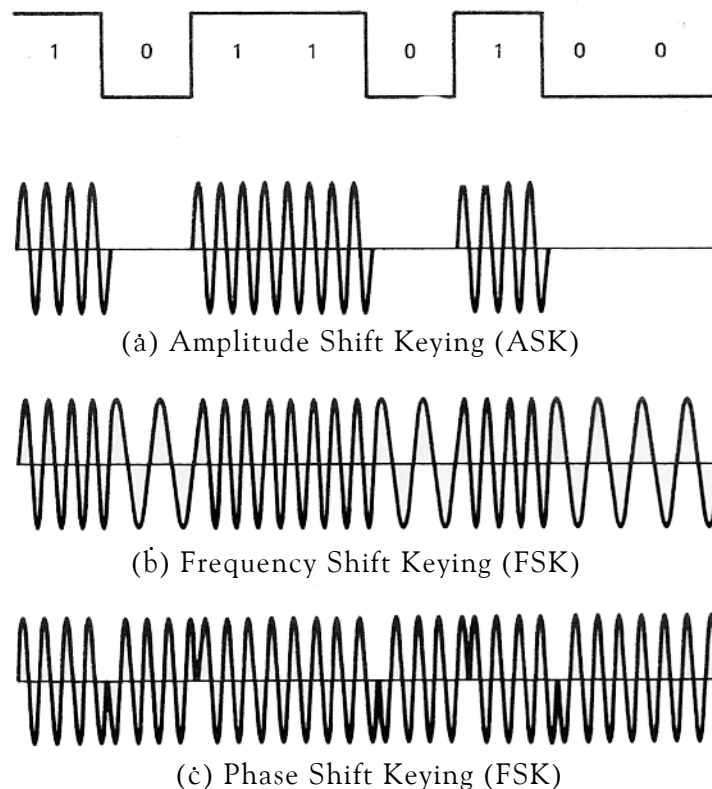 1 0 1 1 0 1 0 0
(ȧ) Amplitude Shift Keying (ASK)
(ḃ) Frequency Shift Keying (FSK)
(ċ) Phase Shift Keying (FSK)